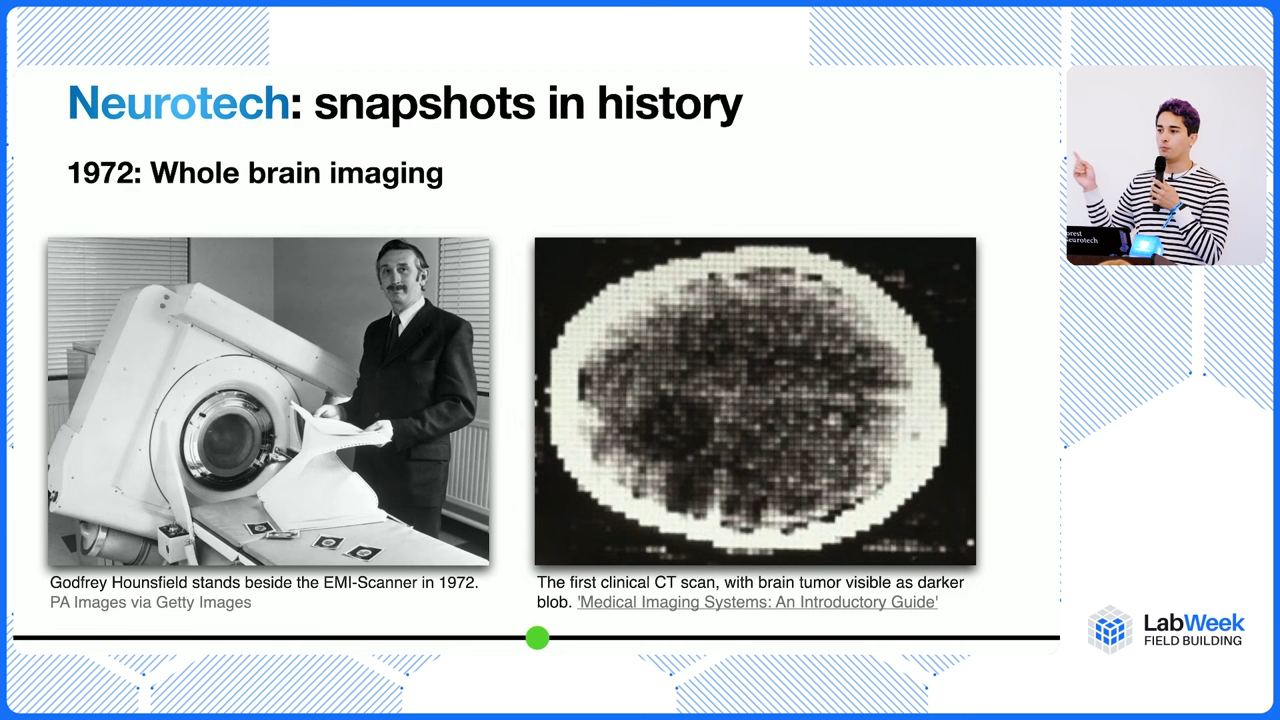 Neurotech: snapshots in history
1972: Whole brain imaging
orest
Neurotech
Godfrey Hounsfield stands beside the EMI-Scanner in 1972.
PA Images via Getty Images
The first clinical CT scan, with brain tumor visible as darker
blob. 'Medical Imaging Systems: An Introductory Guide'
LabWeek
FIELD BUILDING